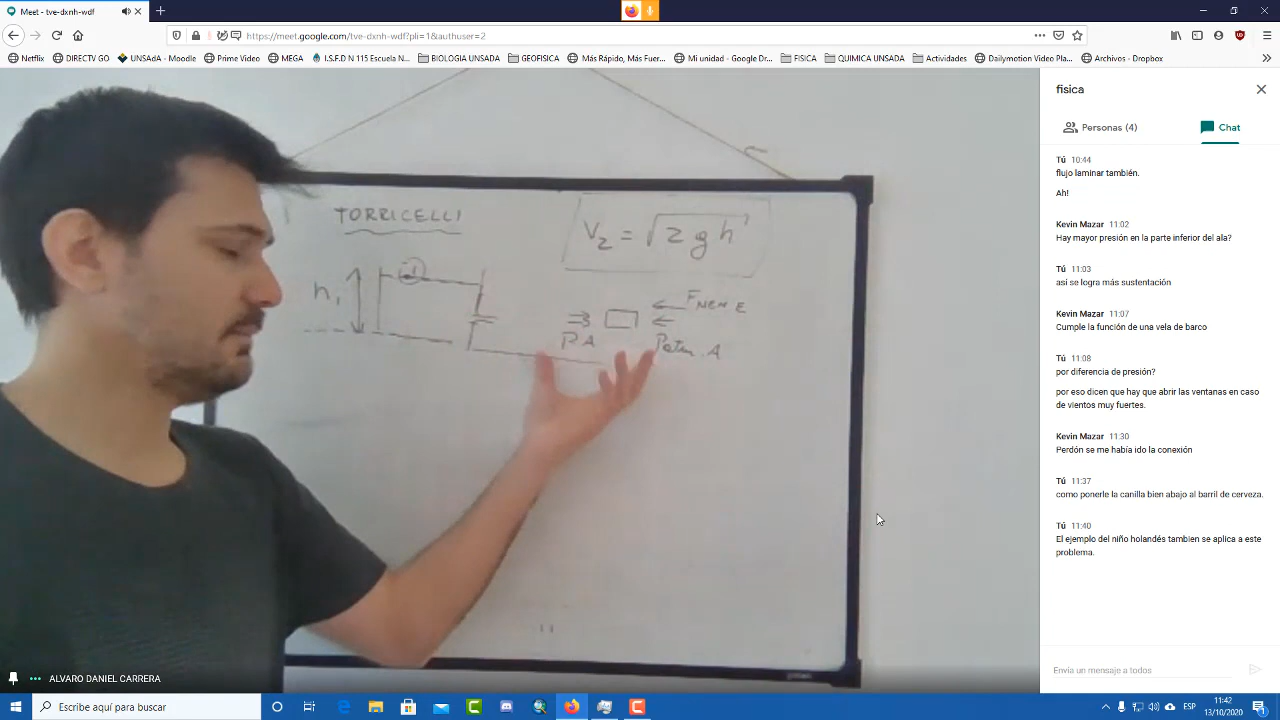 Meet - tve-dxnh-wdf
https://meet.google.com/tve-dxnh-wdf?pli=1&authuser=2
Netflix
DIRECTV GO
UNSAdA - Moodle
Prime Video
MEGA
I.S.F.D N 115 Escuela N...
BIOLOGIA UNSADA
GEOFISICA
Más Rápido, Más Fuer...
Mi unidad - Google Dr...
FISICA
QUIMICA UNSADA
Actividades
Dailymotion Video Pla...
Archivos - Dropbox
TORRICELLI
V2 = √2gh
h1
1
PA
Patm. A
fisica
Personas (4)
Chat
Tú 10:44
flujo laminar también.
Ah!
Kevin Mazar 11:02
Hay mayor presión en la parte inferior del ala?
Tú 11:03
asi se logra más sustentación
Kevin Mazar 11:07
Cumple la función de una vela de barco
Tú 11:08
por diferencia de presión?
por eso dicen que hay que abrir las ventanas en caso
de vientos muy fuertes.
Kevin Mazar 11:30
Perdón se me había ido la conexión
Tú 11:37
como ponerle la canilla bien abajo al barril de cerveza.
Tú 11:40
El ejemplo del niño holandés tambien se aplica a este
problema.
Envía un mensaje a todos
ALVARO DANIEL CARRERA
Escribe aquí para buscar
ESP
11:42
13/10/2020
1